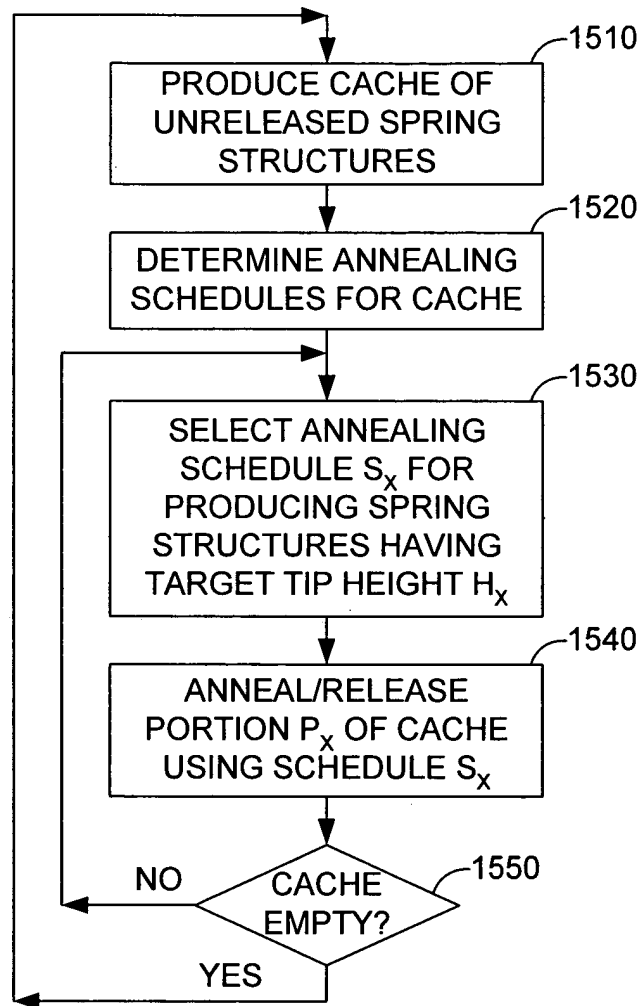 1510
PRODUCE CACHE OF
UNRELEASED SPRING
STRUCTURES
1520
DETERMINE ANNEALING
SCHEDULES FOR CACHE
1530
SELECT ANNEALING
SCHEDULE Sₓ FOR
PRODUCING SPRING
STRUCTURES HAVING
TARGET TIP HEIGHT Hₓ
1540
ANNEAL/RELEASE
PORTION Pₓ OF CACHE
USING SCHEDULE Sₓ
1550
NO
CACHE
EMPTY?
YES